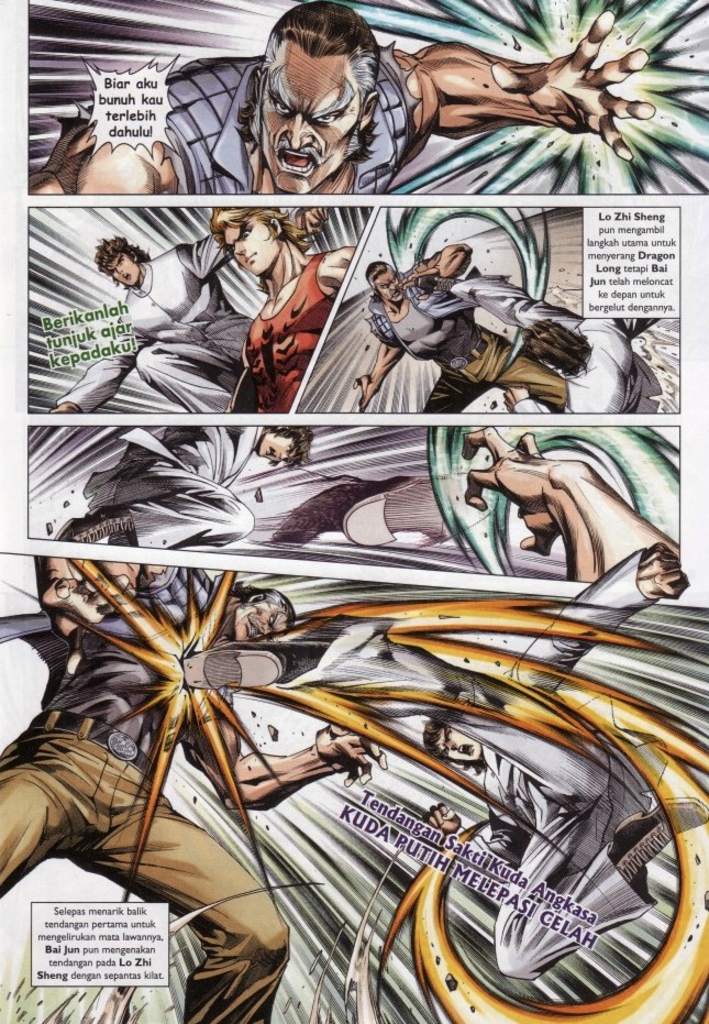 Biar aku
bunuh kau
terlebih
dahulu!
Lo Zhi Sheng
pun mengambil
langkah utama untuk
menyerang Dragon
Long tetapi Bai
Jun telah meloncat
ke depan untuk
bergelut dengannya.
Berikanlah
tunjuk ajar
kepadaku!
Tendangan Sakti Kuda Angkasa
KUDA PUTIH MELEPASI CELAH
Selepas menarik balik
tendangan pertama untuk
mengelirukan mata lawannya,
Bai Jun pun mengenakan
tendangan pada Lo Zhi
Sheng dengan sepantas kilat.